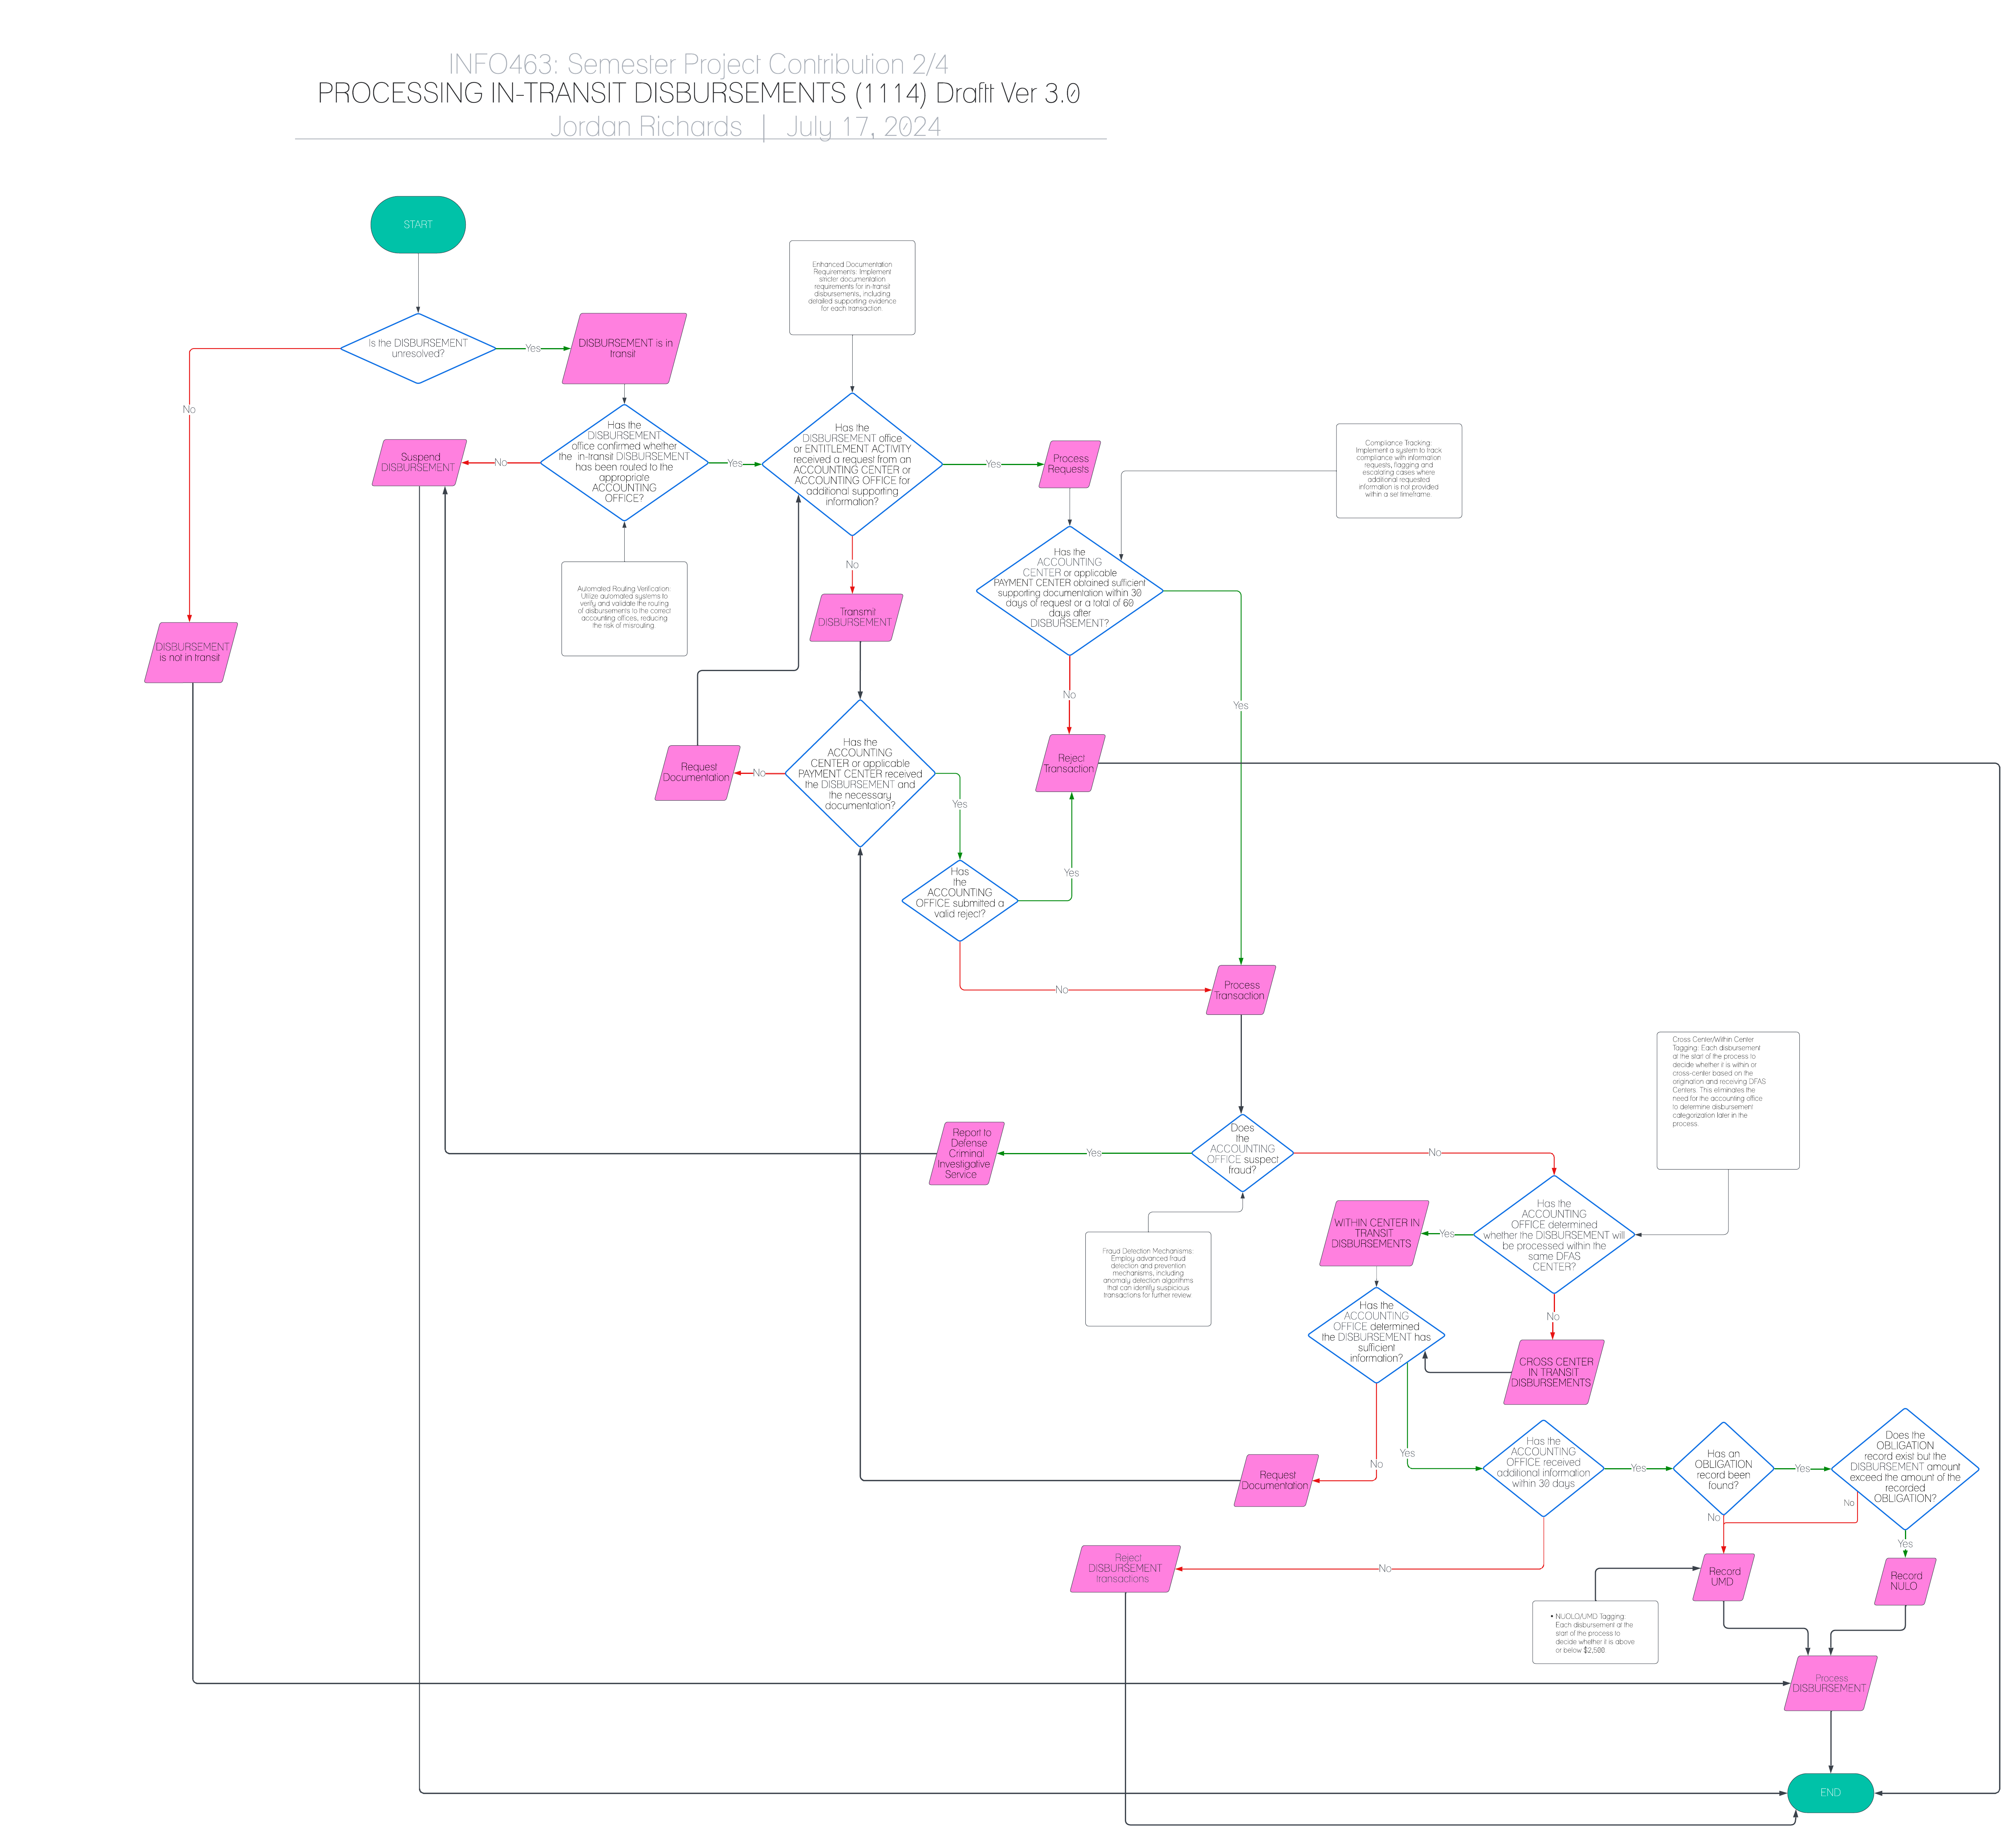 INFO463: Semester Project Contribution 2/4
PROCESSING IN-TRANSIT DISBURSEMENTS (1114) Draftt Ver 3.0
Jordan Richards | July 17, 2024
START
Enhanced Documentation
Requirements: Implement
stricter documentation
requirements for in-transit
disbursements, including
detailed supporting evidence
for each transaction.
Is the DISBURSEMENT
unresolved?
Yes
DISBURSEMENT is in
transit
No
Has the
DISBURSEMENT
office confirmed whether
the in-transit DISBURSEMENT
has been routed to the
appropriate
ACCOUNTING
OFFICE?
No
Suspend
DISBURSEMENT
Yes
Has the
DISBURSEMENT office
or ENTITLEMENT ACTIVITY
received a request from an
ACCOUNTING CENTER or
ACCOUNTING OFFICE for
additional supporting
information?
Yes
Process
Requests
Compliance Tracking:
Implement a system to track
compliance with information
requests, flagging and
escalating cases where
additional requested
information is not provided
within a set timeframe.
Automated Routing Verification:
Utilize automated systems to
verify and validate the routing
of disbursements to the correct
accounting offices, reducing
the risk of misrouting.
No
Transmit
DISBURSEMENT
Has the
ACCOUNTING
CENTER or applicable
PAYMENT CENTER obtained sufficient
supporting documentation within 30
days of request or a total of 60
days after
DISBURSEMENT?
DISBURSEMENT
is not in transit
No
Yes
Reject
Transaction
Request
Documentation
No
Has the
ACCOUNTING
CENTER or applicable
PAYMENT CENTER received
the DISBURSEMENT and
the necessary
documentation?
Yes
Has
the
ACCOUNTING
OFFICE submitted a
valid reject?
Yes
No
Process
Transaction
Cross Center/Within Center
Tagging: Each disbursement
at the start of the process to
decide whether it is within or
cross-center based on the
origination and receiving DFAS
Centers. This eliminates the
need for the accounting office
to determine disbursement
categorization later in the
process.
Report to
Defense
Criminal
Investigative
Service
Yes
Does
the
ACCOUNTING
OFFICE suspect
fraud?
No
Fraud Detection Mechanisms:
Employ advanced fraud
detection and prevention
mechanisms, including
anomaly detection algorithms
that can identify suspicious
transactions for further review.
WITHIN CENTER IN
TRANSIT
DISBURSEMENTS
Yes
Has the
ACCOUNTING
OFFICE determined
whether the DISBURSEMENT will
be processed within the
same DFAS
CENTER?
No
Has the
ACCOUNTING
OFFICE determined
the DISBURSEMENT has
sufficient
information?
CROSS CENTER
IN TRANSIT
DISBURSEMENTS
No
Yes
Request
Documentation
Has the
ACCOUNTING
OFFICE received
additional information
within 30 days
Yes
Has an
OBLIGATION
record been
found?
Yes
Does the
OBLIGATION
record exist but the
DISBURSEMENT amount
exceed the amount of the
recorded
OBLIGATION?
No
No
Yes
No
Reject
DISBURSEMENT
transactions
Record
UMD
Record
NULO
• NUOLO/UMD Tagging:
Each disbursement at the
start of the process to
decide whether it is above
or below $2,500.
Process
DISBURSEMENT
END